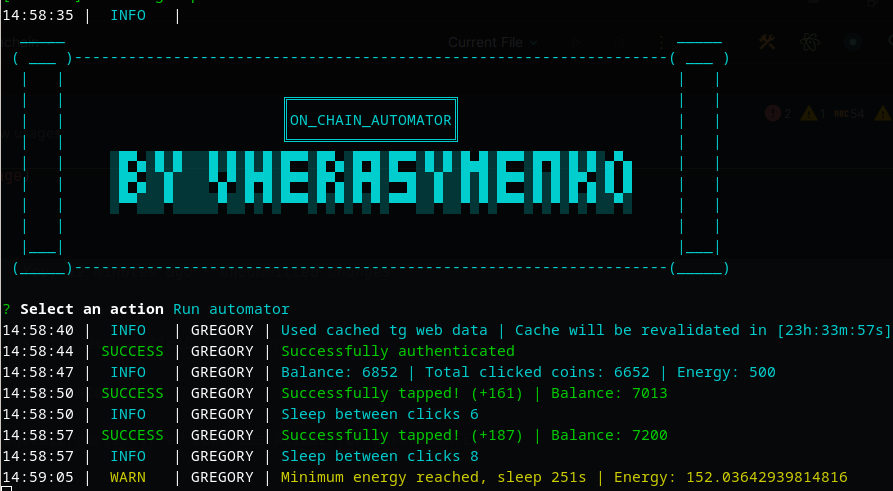 14:58:35 | INFO |
Current File
ON_CHAIN_AUTOMATOR
2 1 54
BY VHERASYMENKO
? Select an action Run automator
14:58:40 | INFO | GREGORY | Used cached tg web data | Cache will be revalidated in [23h:33m:57s]
14:58:44 | SUCCESS | GREGORY | Successfully authenticated
14:58:47 | INFO | GREGORY | Balance: 6852 | Total clicked coins: 6652 | Energy: 500
14:58:50 | SUCCESS | GREGORY | Successfully tapped! (+161) | Balance: 7013
14:58:50 | INFO | GREGORY | Sleep between clicks 6
14:58:57 | SUCCESS | GREGORY | Successfully tapped! (+187) | Balance: 7200
14:58:57 | INFO | GREGORY | Sleep between clicks 8
14:59:05 | WARN | GREGORY | Minimum energy reached, sleep 251s | Energy: 152.03642939814816